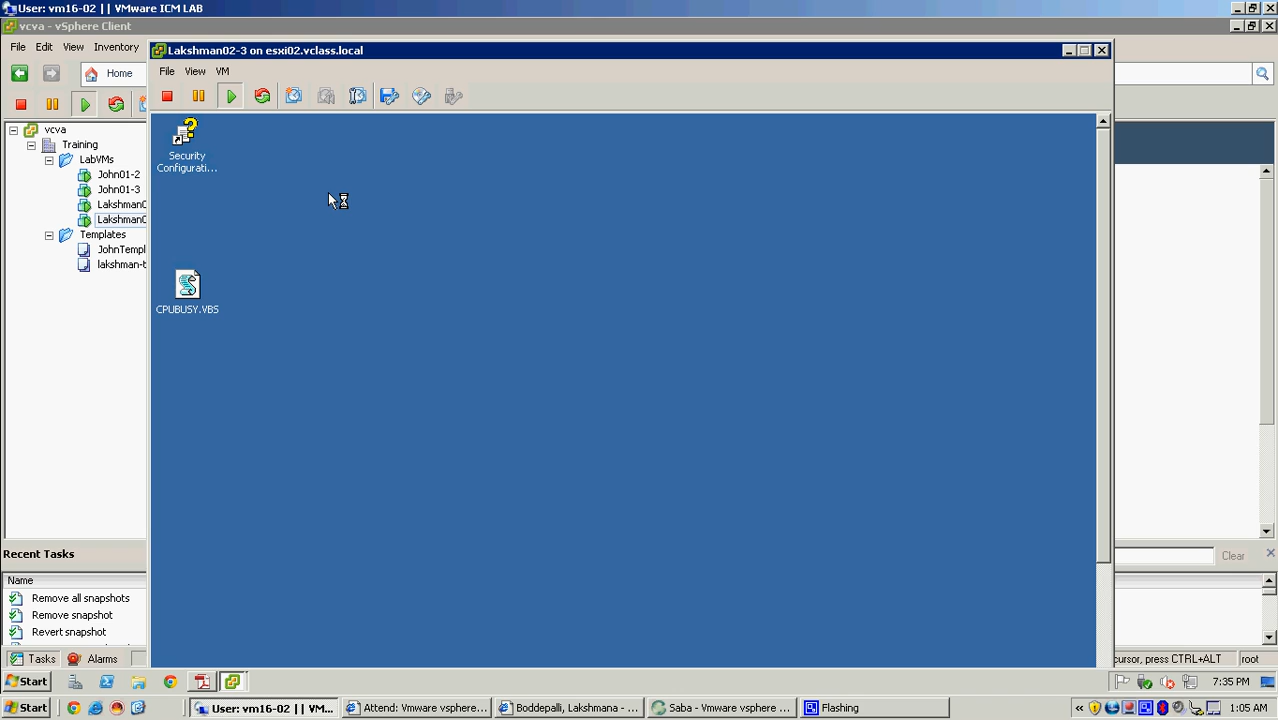 User: vm16-02 || VMware ICM LAB
vcva - vSphere Client
File Edit View Inventory
Lakshman02-3 on esxi02.vclass.local
File View VM
Home
vcva
Training
LabVMs
John01-2
John01-3
Lakshman0
Lakshman0
Templates
JohnTempl
lakshman-t
Security
Configurati...
CPUBUSY.VBS
Recent Tasks
Clear
Name
Remove all snapshots
Remove snapshot
Revert snapshot
Tasks Alarms
cursor, press CTRL+ALT root
Start 7:35 PM
Start User: vm16-02 || VM... Attend: Vmware vsphere... Boddepalli, Lakshmana - ... Saba - Vmware vsphere ... Flashing « 1:05 AM